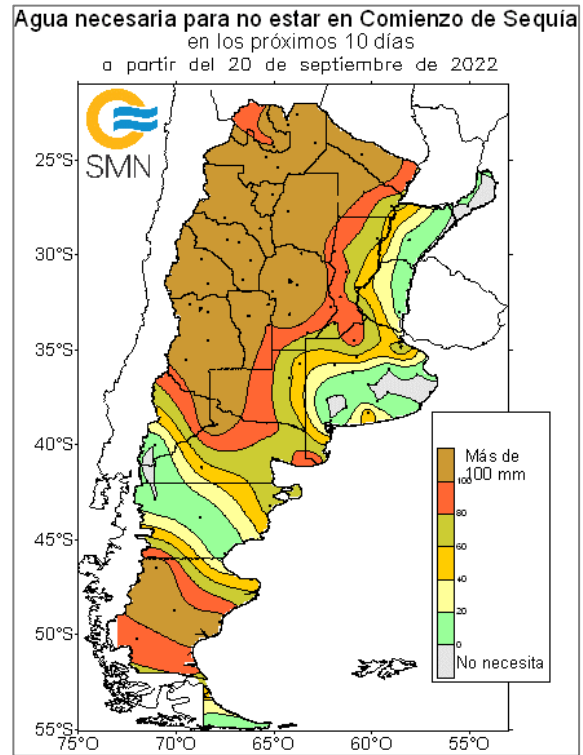 Agua necesaria para no estar en Comienzo de Sequía
en los próximos 10 días
a partir del 20 de septiembre de 2022
SMN
25°S
30°S
35°S
40°S
45°S
50°S
55°S
75°O
70°O
65°O
60°O
55°O
Más de
100 mm
100
80
60
40
20
0
No necesita